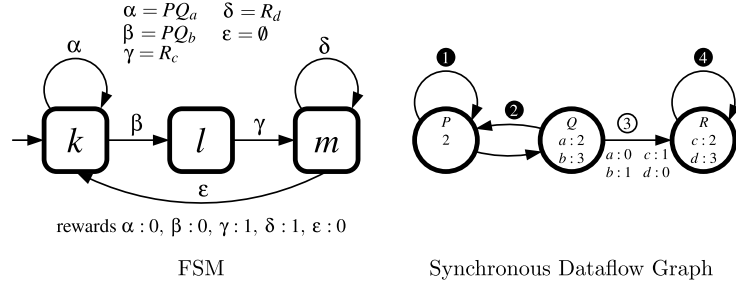 α = PQₐ δ = R_d
β = PQ_b ε = ∅
γ = R_c
α δ
k β l γ m
ε
rewards α : 0, β : 0, γ : 1, δ : 1, ε : 0
FSM
1 4
2
P Q 3 R
2 a : 2 c : 2
b : 3 d : 3
a : 0 c : 1
b : 1 d : 0
Synchronous Dataflow Graph